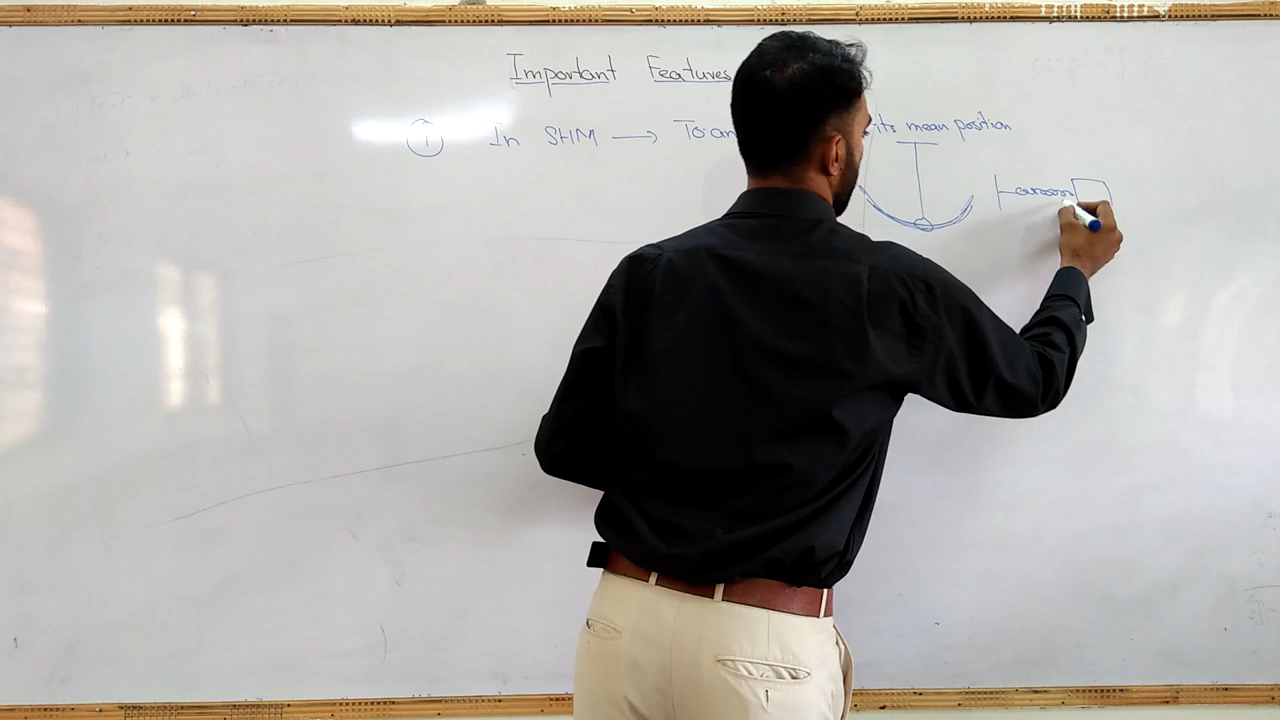 Important Features
① In SHM → To an its mean position